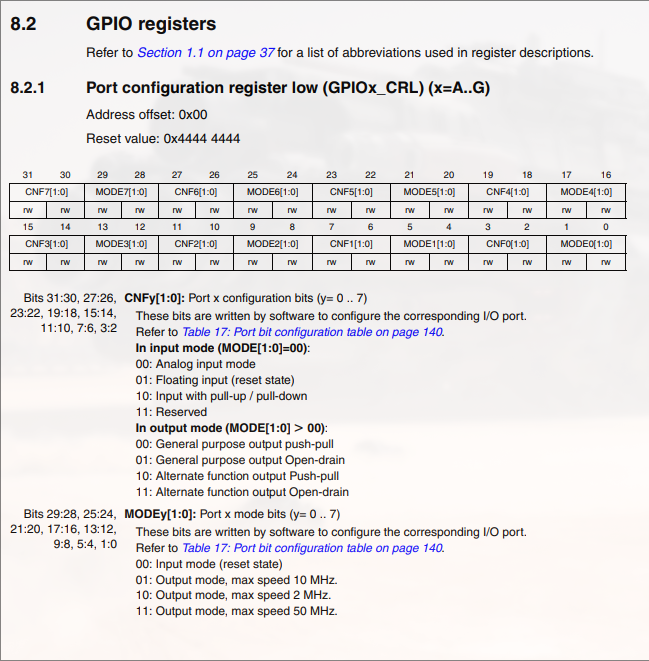 8.2 GPIO registers
Refer to Section 1.1 on page 37 for a list of abbreviations used in register descriptions.
8.2.1 Port configuration register low (GPIOx_CRL) (x=A..G)
Address offset: 0x00
Reset value: 0x4444 4444
31 30 29 28 27 26 25 24 23 22 21 20 19 18 17 16
CNF7[1:0] MODE7[1:0] CNF6[1:0] MODE6[1:0] CNF5[1:0] MODE5[1:0] CNF4[1:0] MODE4[1:0]
rw rw rw rw rw rw rw rw rw rw rw rw rw rw rw rw
15 14 13 12 11 10 9 8 7 6 5 4 3 2 1 0
CNF3[1:0] MODE3[1:0] CNF2[1:0] MODE2[1:0] CNF1[1:0] MODE1[1:0] CNF0[1:0] MODE0[1:0]
rw rw rw rw rw rw rw rw rw rw rw rw rw rw rw rw
Bits 31:30, 27:26, CNFy[1:0]: Port x configuration bits (y= 0 .. 7)
23:22, 19:18, 15:14, These bits are written by software to configure the corresponding I/O port.
11:10, 7:6, 3:2 Refer to Table 17: Port bit configuration table on page 140.
In input mode (MODE[1:0]=00):
00: Analog input mode
01: Floating input (reset state)
10: Input with pull-up / pull-down
11: Reserved
In output mode (MODE[1:0] > 00):
00: General purpose output push-pull
01: General purpose output Open-drain
10: Alternate function output Push-pull
11: Alternate function output Open-drain
Bits 29:28, 25:24, MODEy[1:0]: Port x mode bits (y= 0 .. 7)
21:20, 17:16, 13:12, These bits are written by software to configure the corresponding I/O port.
9:8, 5:4, 1:0 Refer to Table 17: Port bit configuration table on page 140.
00: Input mode (reset state)
01: Output mode, max speed 10 MHz.
10: Output mode, max speed 2 MHz.
11: Output mode, max speed 50 MHz.